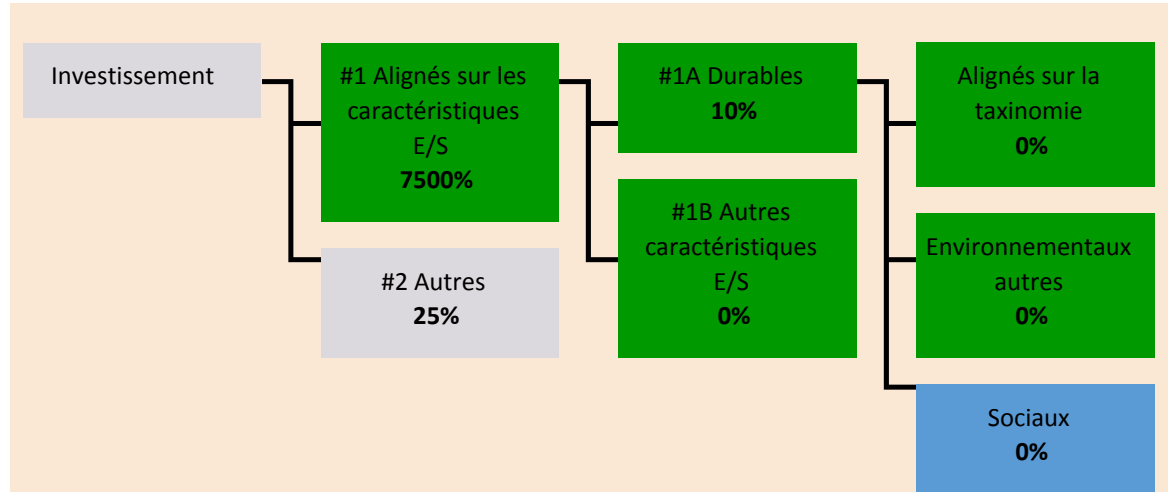 Investissement
#1 Alignés sur les
caractéristiques
E/S
7500%
#2 Autres
25%
#1A Durables
10%
#1B Autres
caractéristiques
E/S
0%
Alignés sur la
taxinomie
0%
Environnementaux
autres
0%
Sociaux
0%